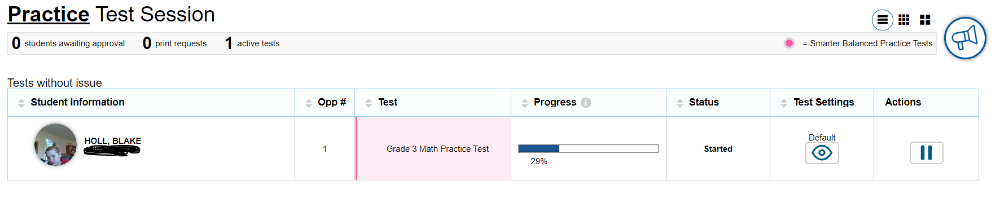 Practice Test Session
0 students awaiting approval 0 print requests 1 active tests = Smarter Balanced Practice Tests
Tests without issue
Student Information Opp # Test Progress Status Test Settings Actions
HOLL, BLAKE 1 Grade 3 Math Practice Test 29% Started Default